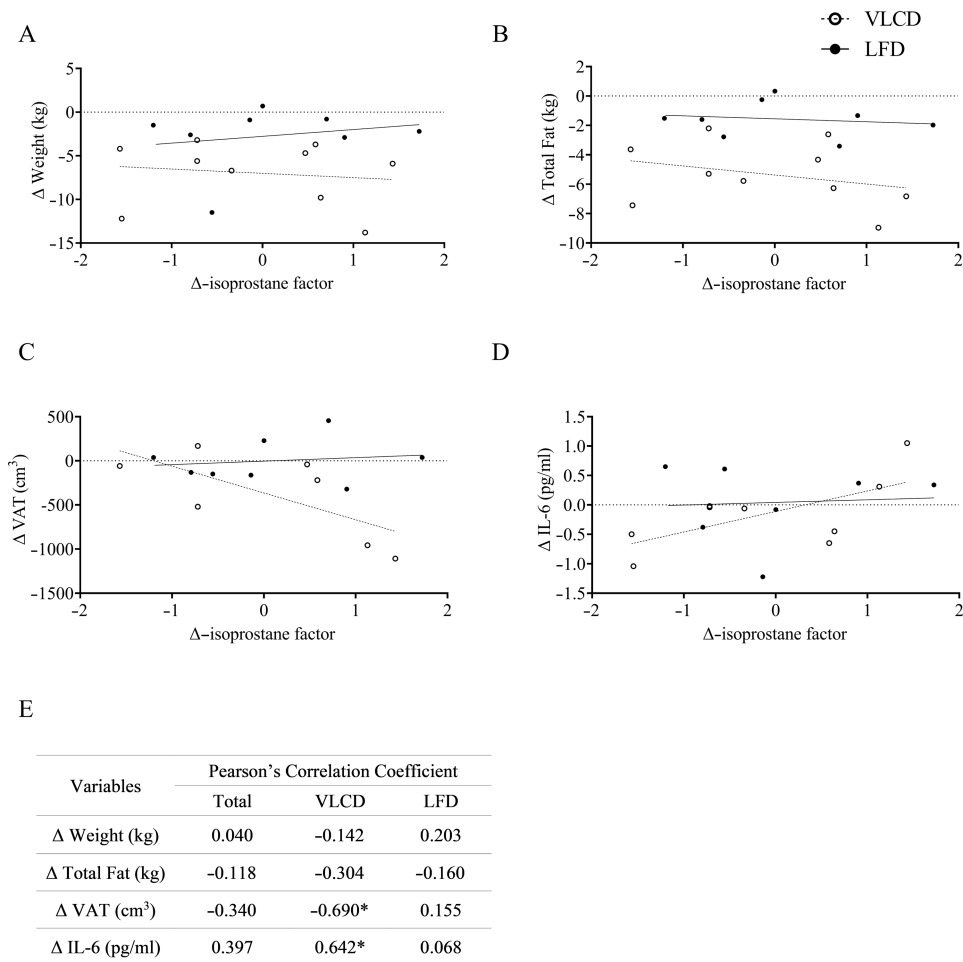 VLCD
LFD
A
5
0
-5
-10
-15
Δ Weight (kg)
-2 -1 0 1 2
Δ-isoprostane factor
B
2
0
-2
-4
-6
-8
-10
Δ Total Fat (kg)
-2 -1 0 1 2
Δ-isoprostane factor
C
500
0
-500
-1000
-1500
Δ VAT (cm³)
-2 -1 0 1 2
Δ-isoprostane factor
D
1.5
1.0
0.5
0.0
-0.5
-1.0
-1.5
Δ IL-6 (pg/ml)
-2 -1 0 1 2
Δ-isoprostane factor
E
Variables Pearson’s Correlation Coefficient
Total VLCD LFD
Δ Weight (kg) 0.040 −0.142 0.203
Δ Total Fat (kg) −0.118 −0.304 −0.160
Δ VAT (cm³) −0.340 −0.690* 0.155
Δ IL-6 (pg/ml) 0.397 0.642* 0.068